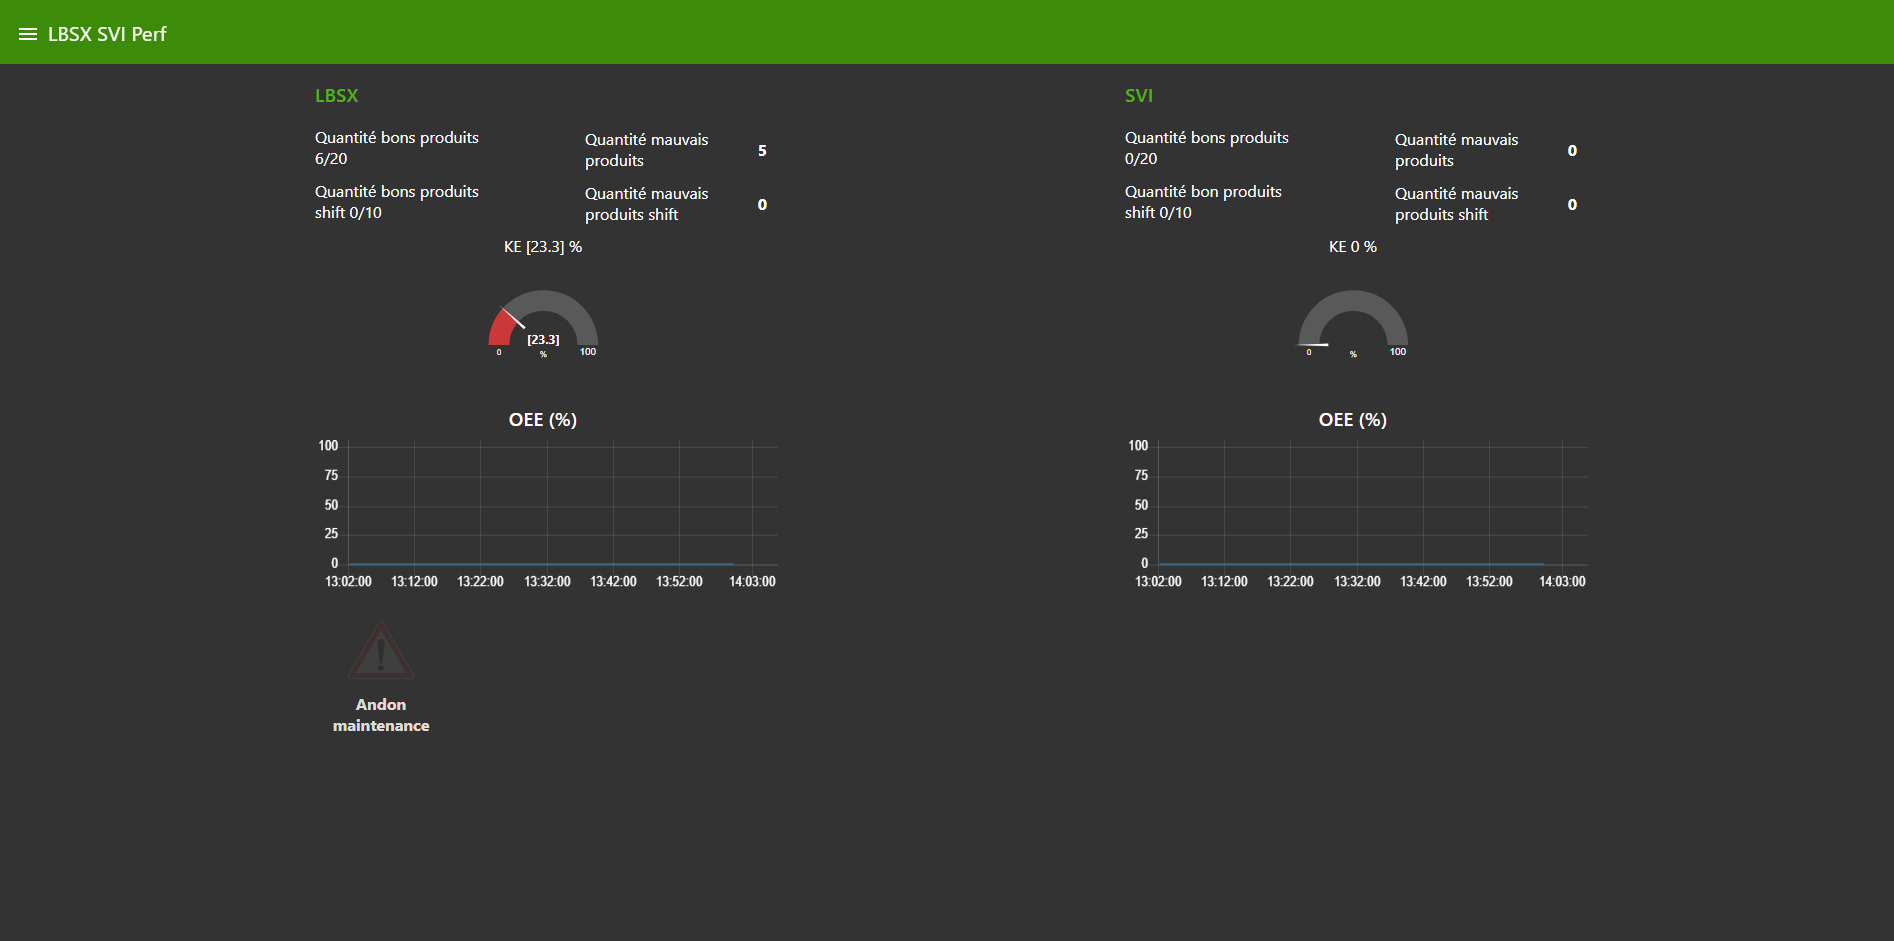 LBSX SVI Perf
LBSX
Quantité bons produits
6/20
Quantité mauvais
produits
5
Quantité bons produits
shift 0/10
Quantité mauvais
produits shift
0
KE [23.3] %
[23.3]
%
0
100
OEE (%)
100
75
50
25
0
13:02:00 13:12:00 13:22:00 13:32:00 13:42:00 13:52:00 14:03:00
Andon
maintenance
SVI
Quantité bons produits
0/20
Quantité mauvais
produits
0
Quantité bon produits
shift 0/10
Quantité mauvais
produits shift
0
KE 0 %
%
0
100
OEE (%)
100
75
50
25
0
13:02:00 13:12:00 13:22:00 13:32:00 13:42:00 13:52:00 14:03:00